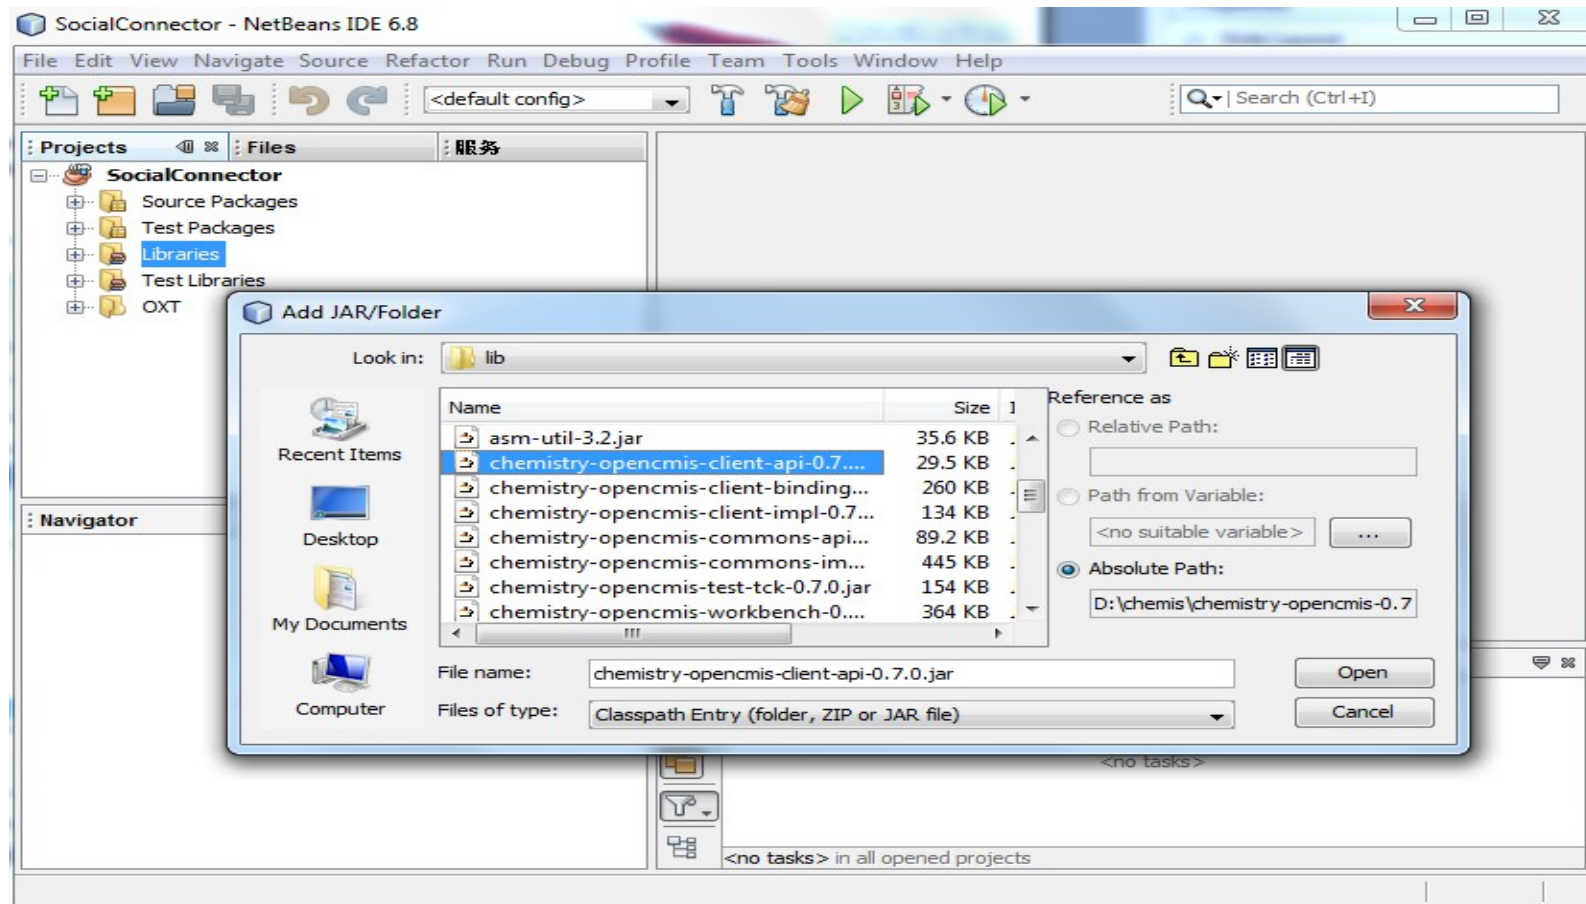 SocialConnector - NetBeans IDE 6.8
File Edit View Navigate Source Refactor Run Debug Profile Team Tools Window Help
<default config>
Search (Ctrl+I)
Projects
Files
服务
SocialConnector
Source Packages
Test Packages
Libraries
Test Libraries
OXT
Add JAR/Folder
Look in:
lib
Recent Items
Desktop
My Documents
Computer
Name Size
asm-util-3.2.jar 35.6 KB
chemistry-opencmis-client-api-0.7.... 29.5 KB
chemistry-opencmis-client-binding... 260 KB
chemistry-opencmis-client-impl-0.7... 134 KB
chemistry-opencmis-commons-api... 89.2 KB
chemistry-opencmis-commons-im... 445 KB
chemistry-opencmis-test-tck-0.7.0.jar 154 KB
chemistry-opencmis-workbench-0.... 364 KB
Reference as
Relative Path:
Path from Variable:
<no suitable variable>
...
Absolute Path:
D:\chemis\chemistry-opencmis-0.7
File name:
chemistry-opencmis-client-api-0.7.0.jar
Open
Files of type:
Classpath Entry (folder, ZIP or JAR file)
Cancel
Navigator
<no tasks>
<no tasks> in all opened projects